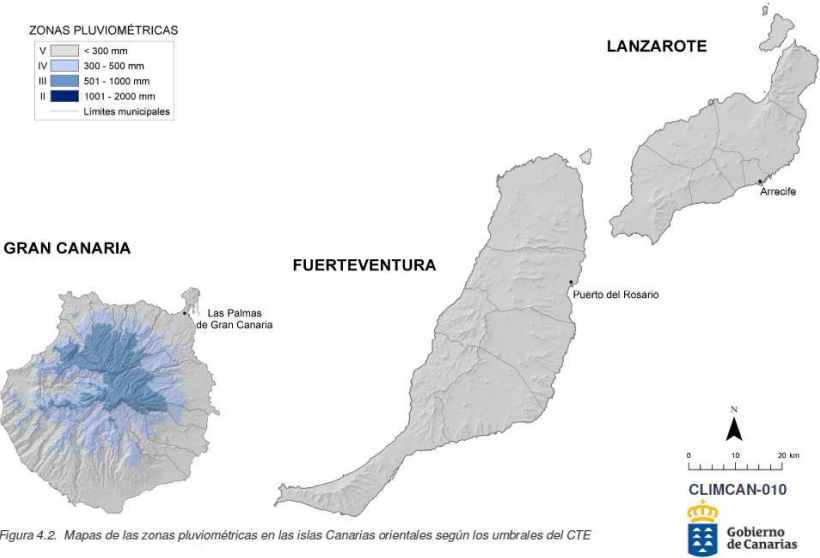 ZONAS PLUVIOMÉTRICAS
V < 300 mm
IV 300 - 500 mm
III 501 - 1000 mm
II 1001 - 2000 mm
Límites municipales
LANZAROTE
Arrecife
GRAN CANARIA
FUERTEVENTURA
Puerto del Rosario
Las Palmas
de Gran Canaria
N
0 10 20 km
CLIMCAN-010
Gobierno
de Canarias
Figura 4.2. Mapas de las zonas pluviométricas en las islas Canarias orientales según los umbrales del CTE